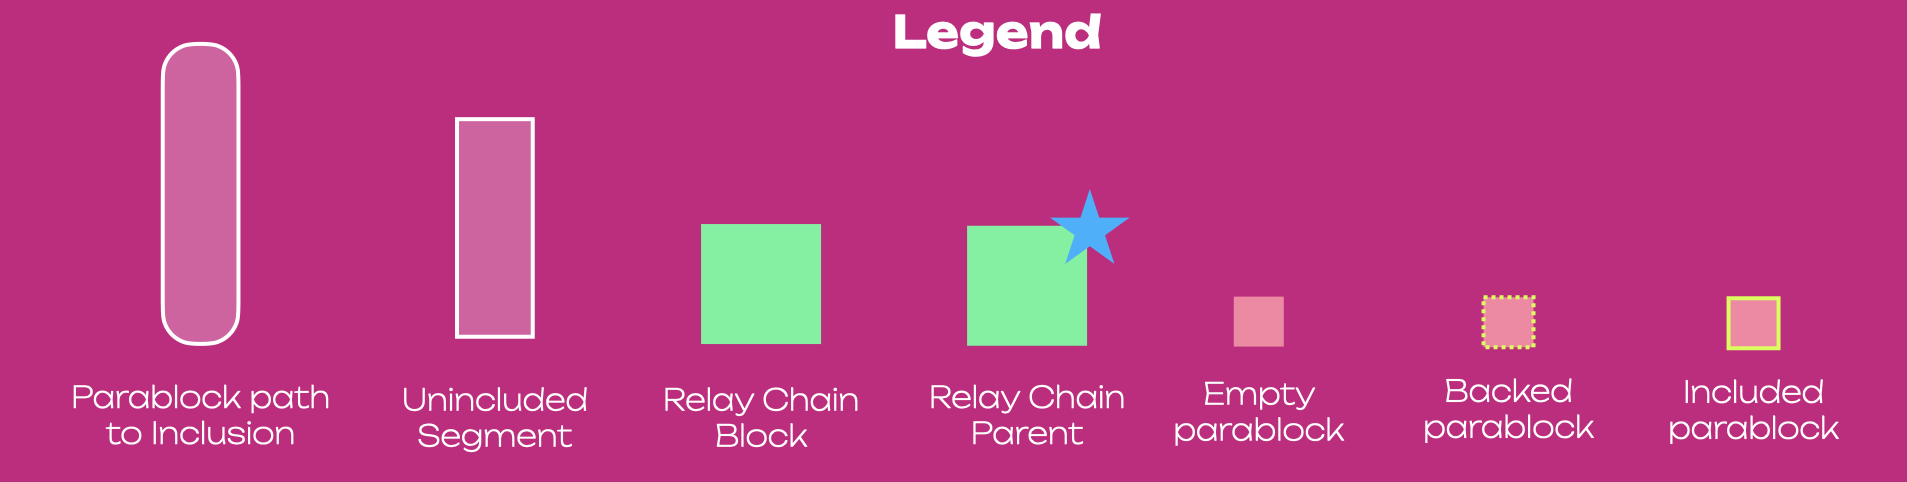 Legend
Parablock path
to Inclusion
Unincluded
Segment
Relay Chain
Block
Relay Chain
Parent
Empty
parablock
Backed
parablock
Included
parablock